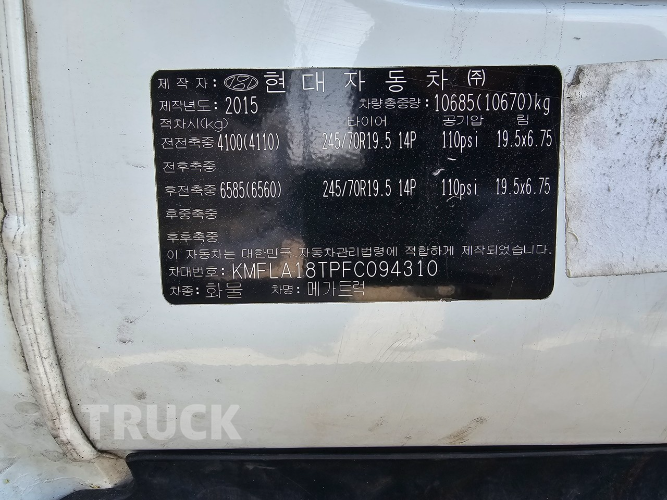 제 작 자 : 현 대 자 동 차 ㈜
제작년도 : 2015 차량총중량 : 10685(10670)kg
적차시(kg) 타이어 공기압 림
전전축중 4100(4110) 245/70R19.5 14P 110psi 19.5x6.75
전후축중
후전축중 6585(6560) 245/70R19.5 14P 110psi 19.5x6.75
후중축중
후후축중
이 자동차는 대한민국 자동차관리법령에 적합하게 제작되었습니다.
차대번호 : KMFLA18TPFC094310
차종 : 화물 차명 : 메가트럭
TRUCK